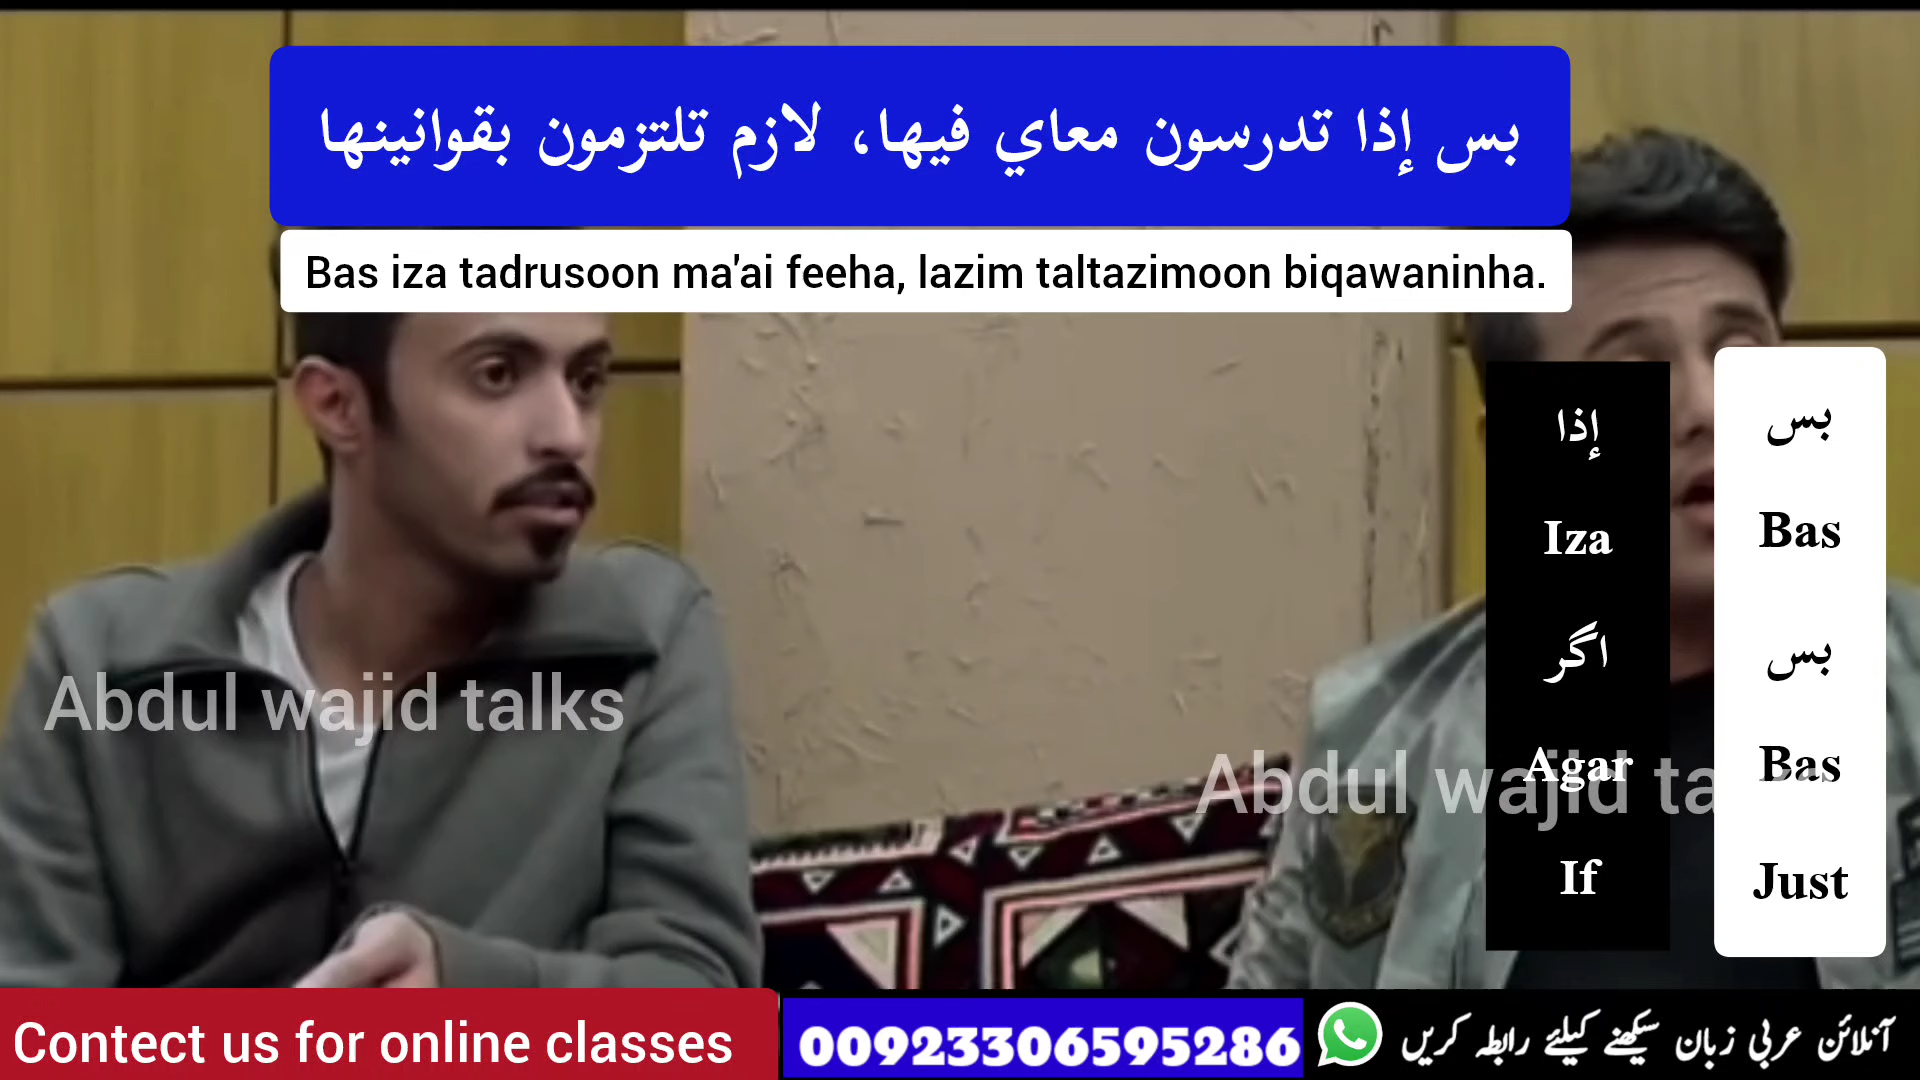 بس إذا تدرسون معاي فيها، لازم تلتزمون بقوانينها
Bas iza tadrusoon ma'ai feeha, lazim taltazimoon biqawaninha.
بس
Bas
بس
Bas
Just
إذا
Iza
اگر
Agar
If
Abdul wajid talks
Abdul wajid ta
Contect us for online classes
00923306595286
آنلائن عربی زبان سیکھنے کیلئے رابطہ کریں